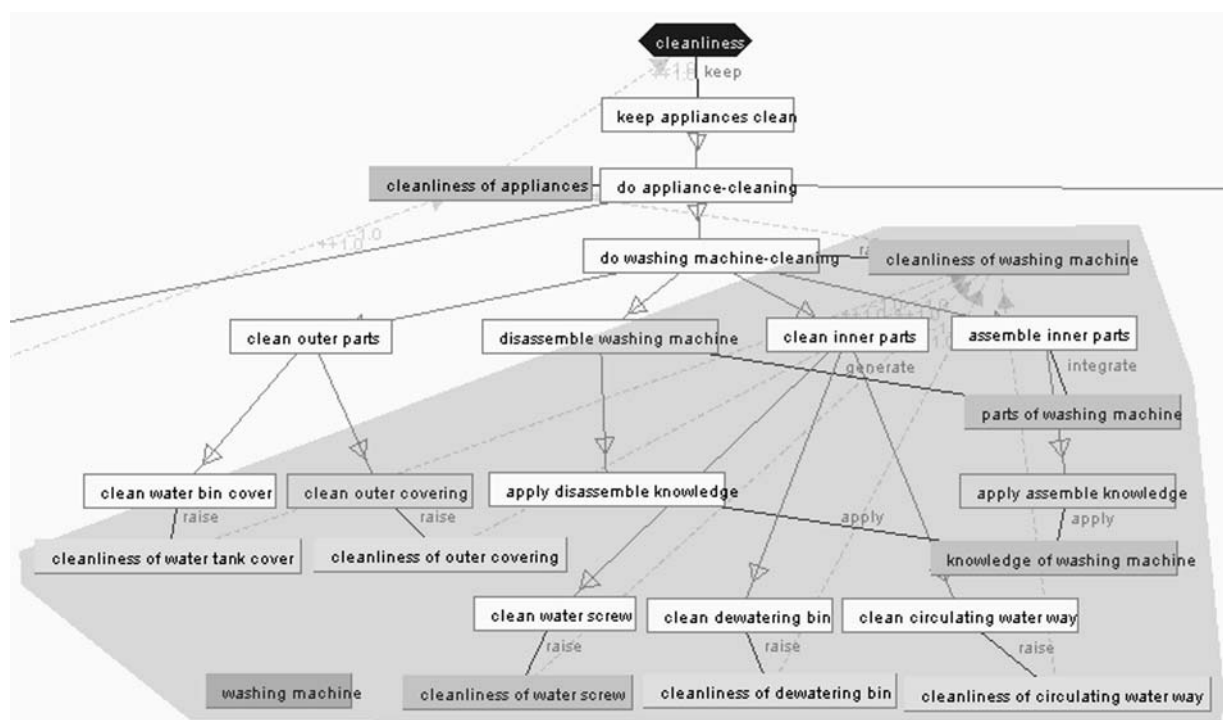 cleanliness
keep
keep appliances clean
cleanliness of appliances
do appliance-cleaning
do washing machine-cleaning
cleanliness of washing machine
clean outer parts
disassemble washing machine
clean inner parts
assemble inner parts
generate
integrate
parts of washing machine
clean water bin cover
clean outer covering
apply disassemble knowledge
apply assemble knowledge
raise
raise
apply
apply
cleanliness of water tank cover
cleanliness of outer covering
knowledge of washing machine
clean water screw
clean dewatering bin
clean circulating water way
raise
raise
raise
washing machine
cleanliness of water screw
cleanliness of dewatering bin
cleanliness of circulating water way